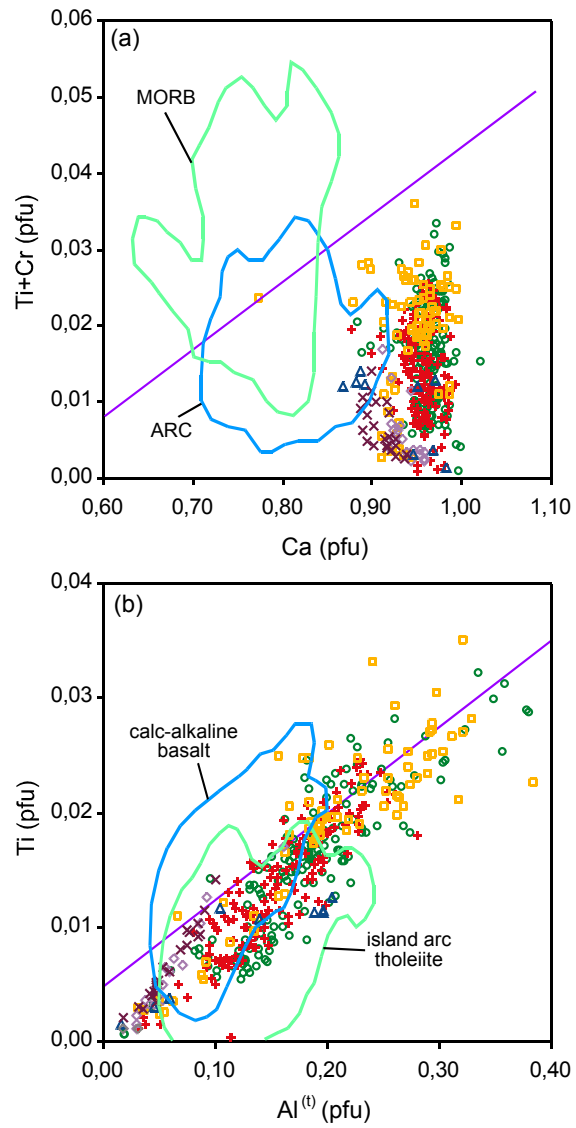 (a)
0,06
0,05
0,04
0,03
0,02
0,01
0,00
Ti+Cr (pfu)
MORB
ARC
0,60 0,70 0,80 0,90 1,00 1,10
Ca (pfu)
(b)
0,04
0,03
0,02
0,01
0,00
Ti (pfu)
calc-alkaline
basalt
island arc
tholeiite
0,00 0,10 0,20 0,30 0,40
Al(t) (pfu)